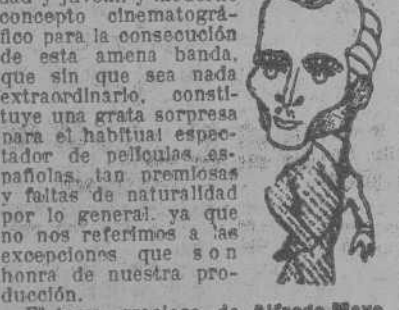 dad y juvenil y moderno
concepto cinematográ-
fico para la consecución
de esta amena banda,
que sin que sea nada
extraordinario, consti-
tuye una grata sorpresa
para el habitual espec-
tador de películas es-
pañolas, tan premiosas
y faltas de naturalidad
por lo general. ya que
no nos referimos a las
excepciones que son
honra de nuestra pro-
ducción.
de Alfredo Mayo